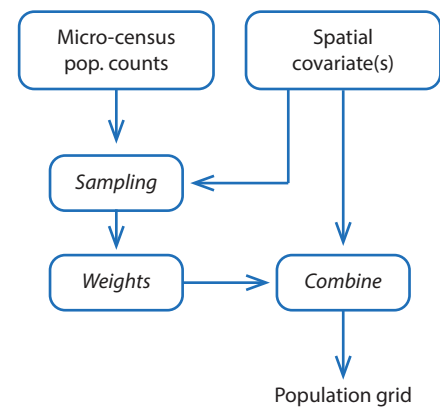 Micro-census
pop. counts
Spatial
covariate(s)
Sampling
Weights
Combine
Population grid